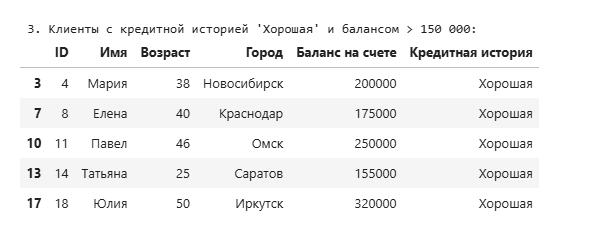 3. Клиенты с кредитной историей 'Хорошая' и балансом > 150 000:
ID Имя Возраст Город Баланс на счете Кредитная история
3 4 Мария 38 Новосибирск 200000 Хорошая
7 8 Елена 40 Краснодар 175000 Хорошая
10 11 Павел 46 Омск 250000 Хорошая
13 14 Татьяна 25 Саратов 155000 Хорошая
17 18 Юлия 50 Иркутск 320000 Хорошая